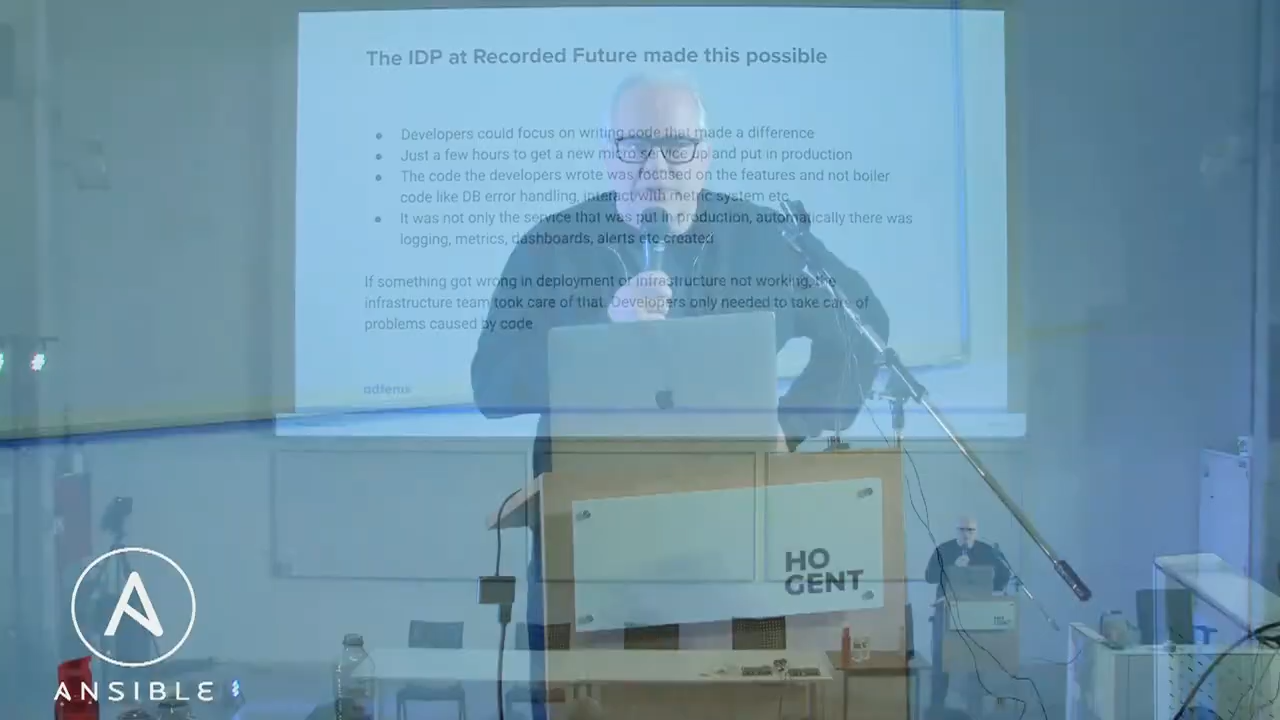 The IDP at Recorded Future made this possible
● Developers could focus on writing code that made a difference
● Just a few hours to get a new micro service up and put in production
● The code the developers wrote was focused on the features and not boiler
code like DB error handling, interact with metric system etc
● It was not only the service that was put in production, automatically there was
logging, metrics, dashboards, alerts etc created
If something got wrong in deployment or infrastructure not working, the
infrastructure team took care of that. Developers only needed to take care of
problems caused by code
adfenix
HO
GENT
HO
GENT
ANSIBLE